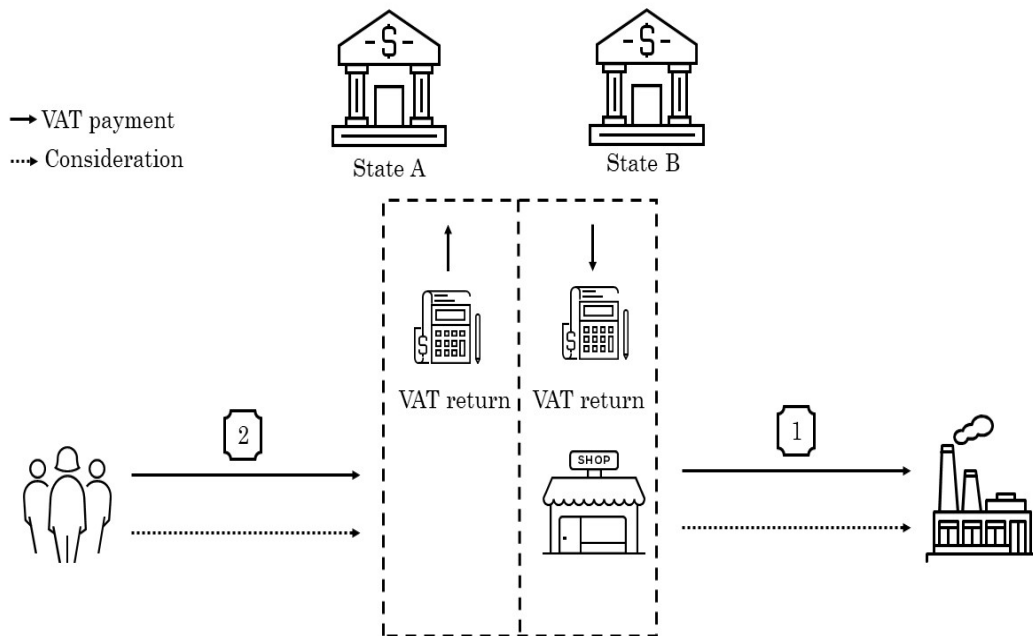 VAT payment
Consideration
$
State A
$
State B
$
VAT return
$
VAT return
2
1
SHOP